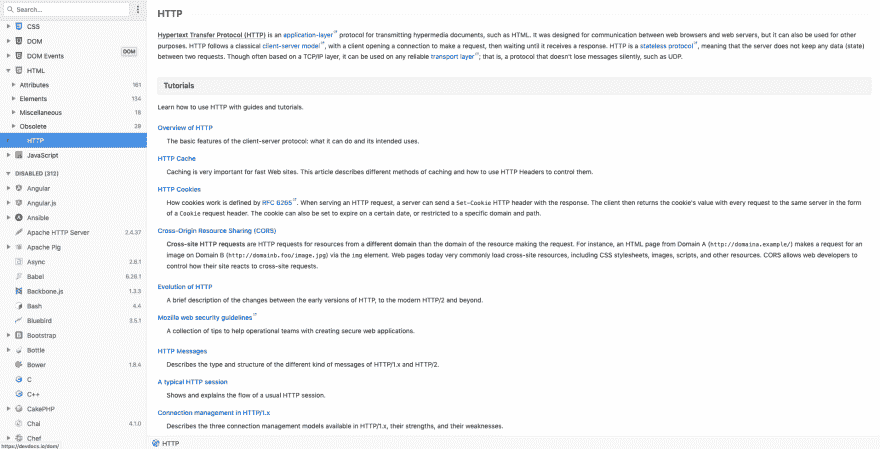 Search...
CSS
DOM
DOM Events
DOM
HTML
Attributes 161
Elements 134
Miscellaneous 18
Obsolete 28
HTTP
JavaScript
DISABLED (312)
Angular
Angular.js
Ansible
Apache HTTP Server 2.4.37
Apache Pig
Async 2.6.1
Babel 6.26.1
Backbone.js 1.3.3
Bash 4.4
Bluebird 3.5.1
Bootstrap
Bottle
Bower 1.8.4
C
C++
CakePHP
Chai 4.1.0
Chef
https://devdocs.io/dom/
HTTP
Hypertext Transfer Protocol (HTTP) is an application-layer protocol for transmitting hypermedia documents, such as HTML. It was designed for communication between web browsers and web servers, but it can also be used for other
purposes. HTTP follows a classical client-server model, with a client opening a connection to make a request, then waiting until it receives a response. HTTP is a stateless protocol, meaning that the server does not keep any data (state)
between two requests. Though often based on a TCP/IP layer, it can be used on any reliable transport layer; that is, a protocol that doesn't lose messages silently, such as UDP.
Tutorials
Learn how to use HTTP with guides and tutorials.
Overview of HTTP
The basic features of the client-server protocol: what it can do and its intended uses.
HTTP Cache
Caching is very important for fast Web sites. This article describes different methods of caching and how to use HTTP Headers to control them.
HTTP Cookies
How cookies work is defined by RFC 6265. When serving an HTTP request, a server can send a Set-Cookie HTTP header with the response. The client then returns the cookie's value with every request to the same server in the form
of a Cookie request header. The cookie can also be set to expire on a certain date, or restricted to a specific domain and path.
Cross-Origin Resource Sharing (CORS)
Cross-site HTTP requests are HTTP requests for resources from a different domain than the domain of the resource making the request. For instance, an HTML page from Domain A (http://domaina.example/) makes a request for an
image on Domain B (http://domainb.foo/image.jpg) via the img element. Web pages today very commonly load cross-site resources, including CSS stylesheets, images, scripts, and other resources. CORS allows web developers to
control how their site reacts to cross-site requests.
Evolution of HTTP
A brief description of the changes between the early versions of HTTP, to the modern HTTP/2 and beyond.
Mozilla web security guidelines
A collection of tips to help operational teams with creating secure web applications.
HTTP Messages
Describes the type and structure of the different kind of messages of HTTP/1.x and HTTP/2.
A typical HTTP session
Shows and explains the flow of a usual HTTP session.
Connection management in HTTP/1.x
Describes the three connection management models available in HTTP/1.x, their strengths, and their weaknesses.
HTTP